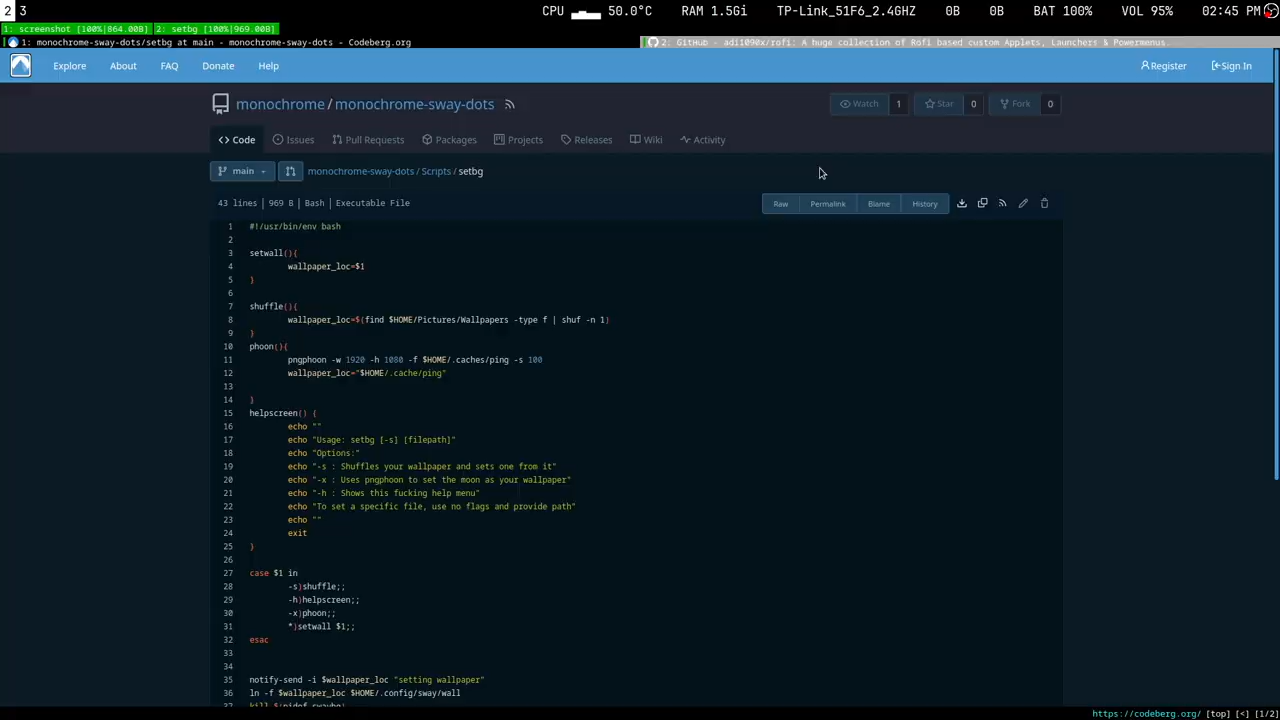 2 3 CPU 50.0°C RAM 1.5Gi TP-Link_51F6_2.4GHZ 0B 0B BAT 100% VOL 95% 02:45 PM
1: screenshot [100%|864.00B] 2: setbg [100%|969.00B]
1: monochrome-sway-dots/setbg at main - monochrome-sway-dots - Codeberg.org 2: GitHub - adi1090x/rofi: A huge collection of Rofi based custom Applets, Launchers & Powermenus.
Explore About FAQ Donate Help Register Sign In
monochrome/monochrome-sway-dots Watch 1 Star 0 Fork 0
Code Issues Pull Requests Packages Projects Releases Wiki Activity
main monochrome-sway-dots / Scripts / setbg
43 lines | 969 B | Bash | Executable File Raw Permalink Blame History
1 #!/usr/bin/env bash
2
3 setwall(){
4 wallpaper_loc=$1
5 }
6
7 shuffle(){
8 wallpaper_loc=$(find $HOME/Pictures/Wallpapers -type f | shuf -n 1)
9 }
10 phoon(){
11 pngphoon -w 1920 -h 1080 -f $HOME/.caches/ping -s 100
12 wallpaper_loc="$HOME/.cache/ping"
13
14 }
15 helpscreen() {
16 echo ""
17 echo "Usage: setbg [-s] [filepath]"
18 echo "Options:"
19 echo "-s : Shuffles your wallpaper and sets one from it"
20 echo "-x : Uses pngphoon to set the moon as your wallpaper"
21 echo "-h : Shows this fucking help menu"
22 echo "To set a specific file, use no flags and provide path"
23 echo ""
24 exit
25 }
26
27 case $1 in
28 -s)shuffle;;
29 -h)helpscreen;;
30 -x)phoon;;
31 *)setwall $1;;
32 esac
33
34
35 notify-send -i $wallpaper_loc "setting wallpaper"
36 ln -f $wallpaper_loc $HOME/.config/sway/wall
37 kill $(pidof swaybg)
https://codeberg.org/ [top] [<] [1/2]